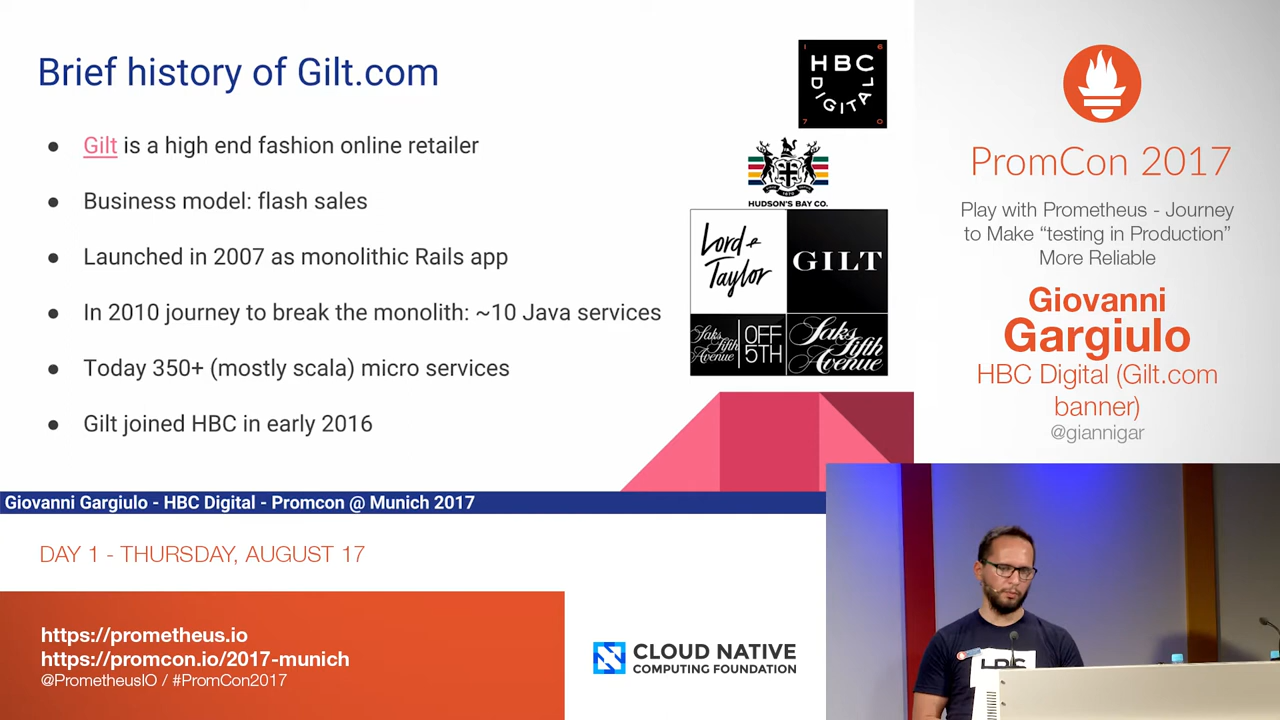 Brief history of Gilt.com
Gilt is a high end fashion online retailer
Business model: flash sales
Launched in 2007 as monolithic Rails app
In 2010 journey to break the monolith: ~10 Java services
Today 350+ (mostly scala) micro services
Gilt joined HBC in early 2016
1 6
HBC
DIGITAL
7 0
HUDSON'S BAY CO.
Lord &
Taylor
GILT
Saks
fifth
Avenue
OFF
5TH
Saks
fifth
Avenue
PromCon 2017
Play with Prometheus - Journey
to Make “testing in Production”
More Reliable
Giovanni
Gargiulo
HBC Digital (Gilt.com
banner)
@giannigar
Giovanni Gargiulo - HBC Digital - Promcon @ Munich 2017
DAY 1 - THURSDAY, AUGUST 17
https://prometheus.io
https://promcon.io/2017-munich
@PrometheusIO / #PromCon2017
CLOUD NATIVE
COMPUTING FOUNDATION